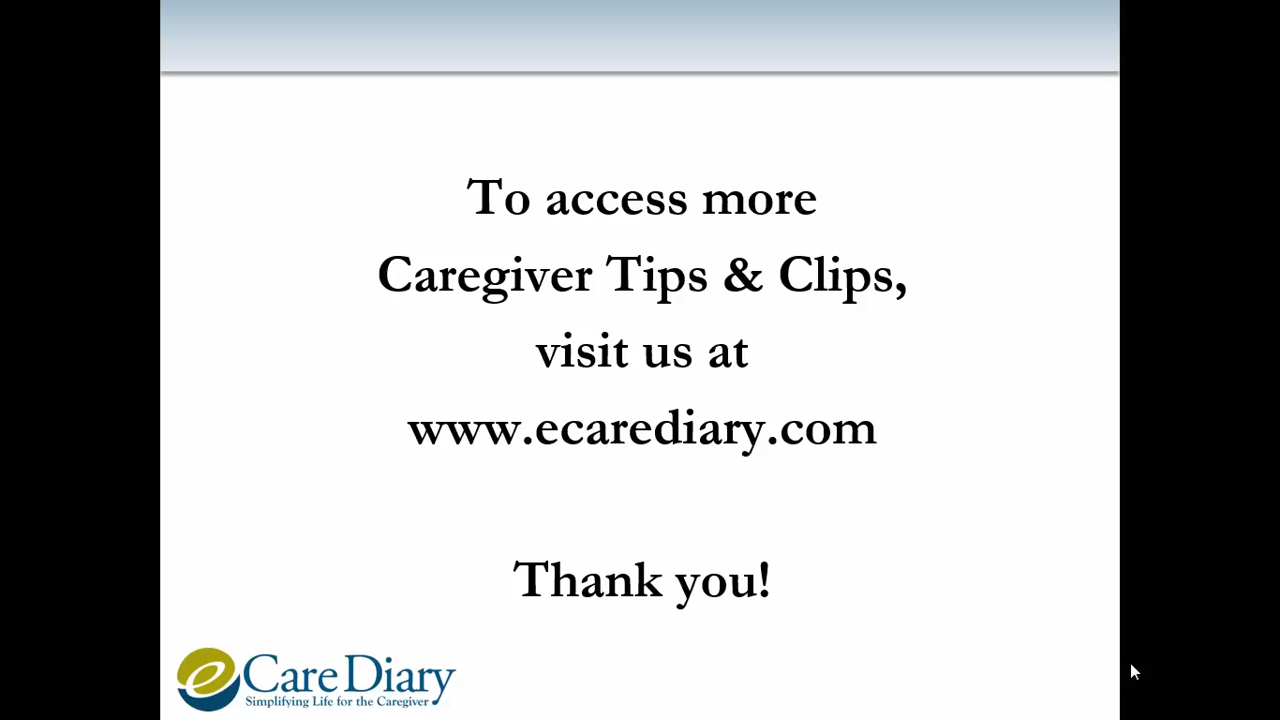 To access more
Caregiver Tips & Clips,
visit us at
www.ecarediary.com
Thank you!
eCare Diary
Simplifying Life for the Caregiver